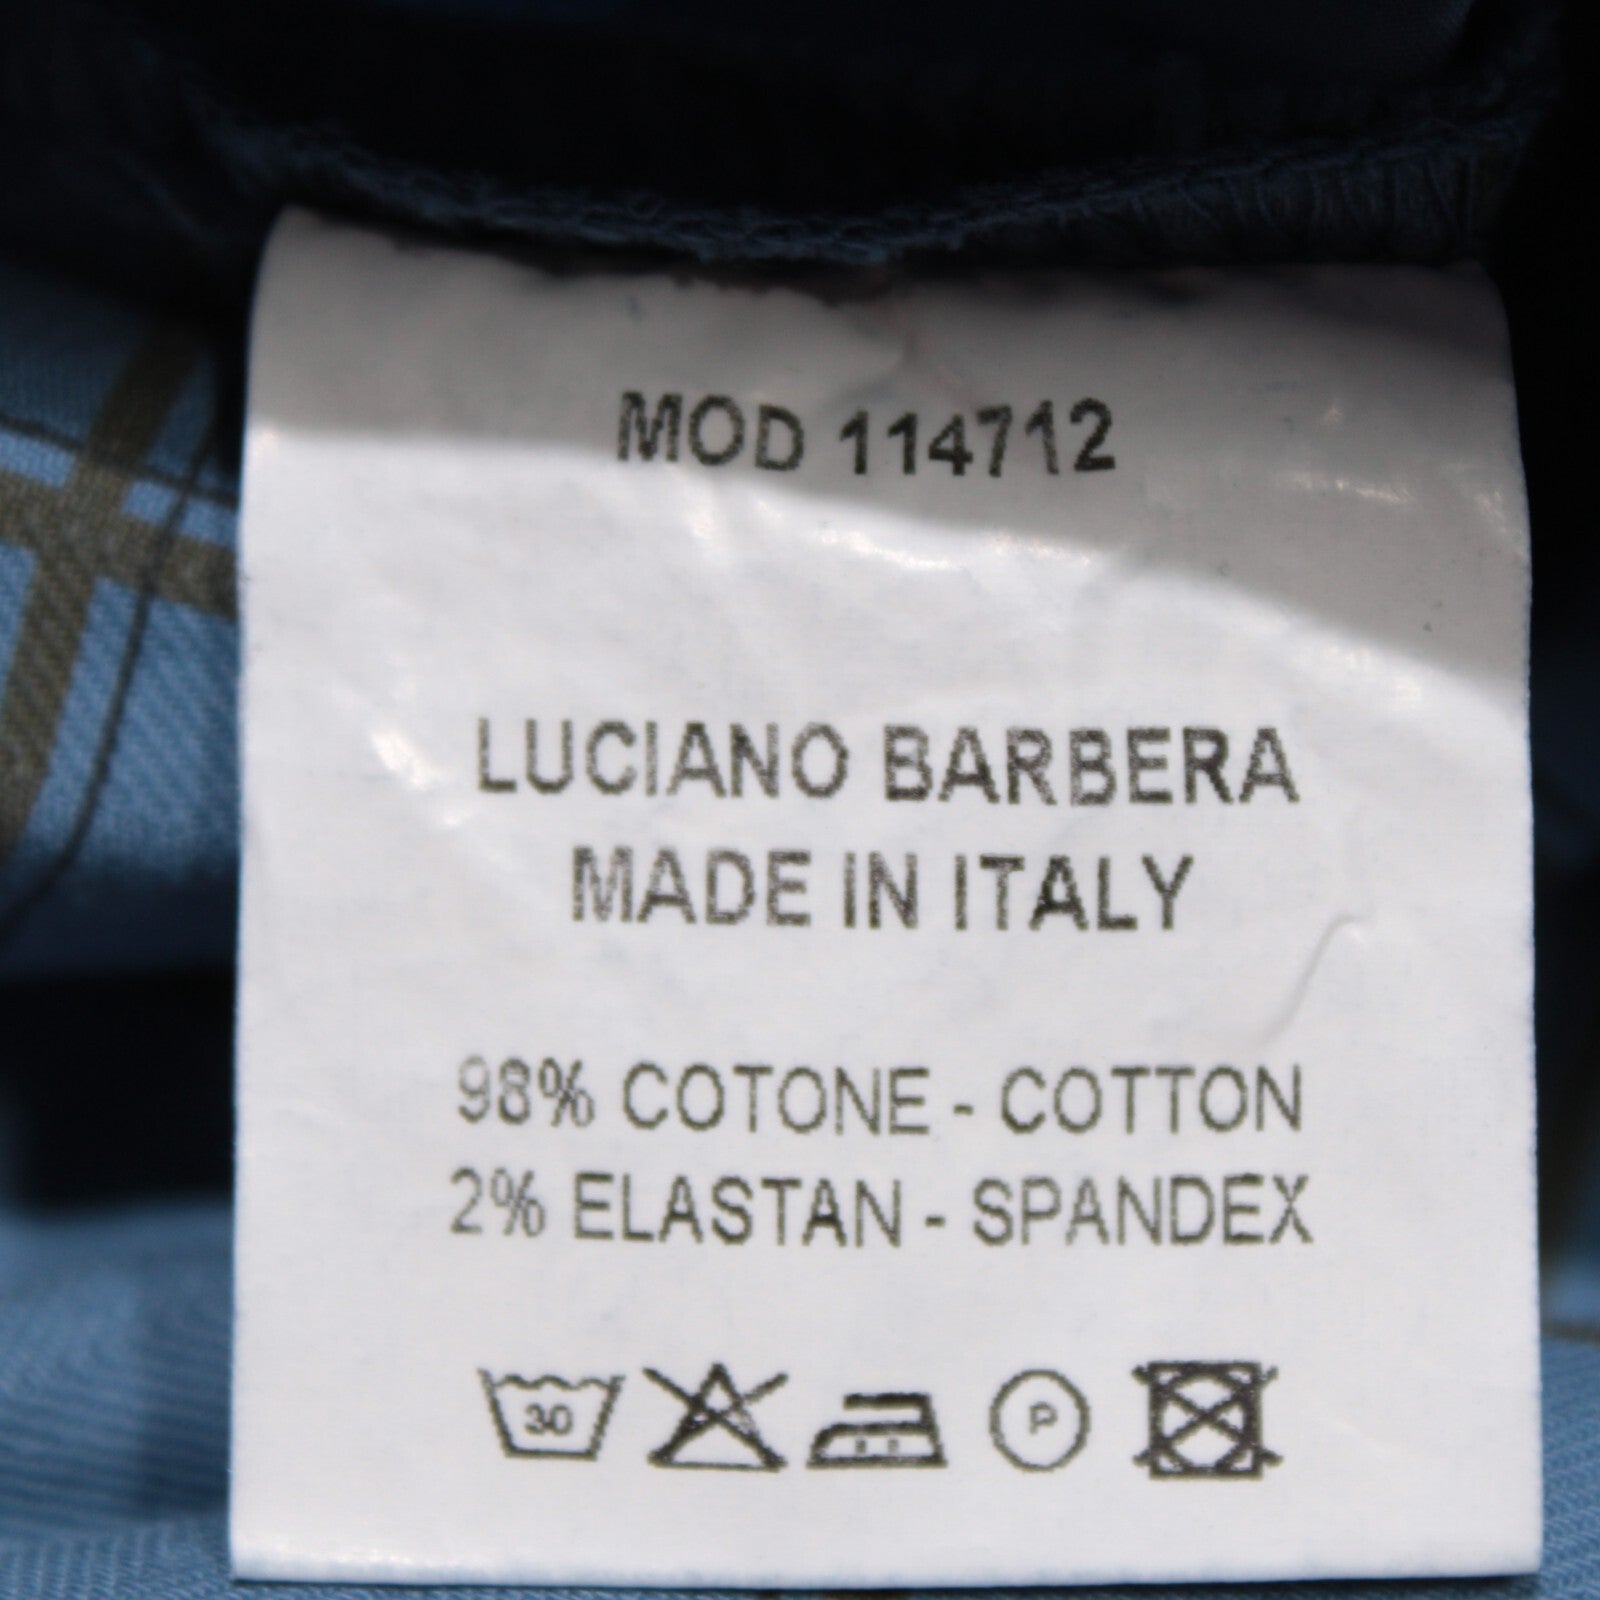 MOD 114712
LUCIANO BARBERA
MADE IN ITALY
98% COTONE - COTTON
2% ELASTAN - SPANDEX
30 P